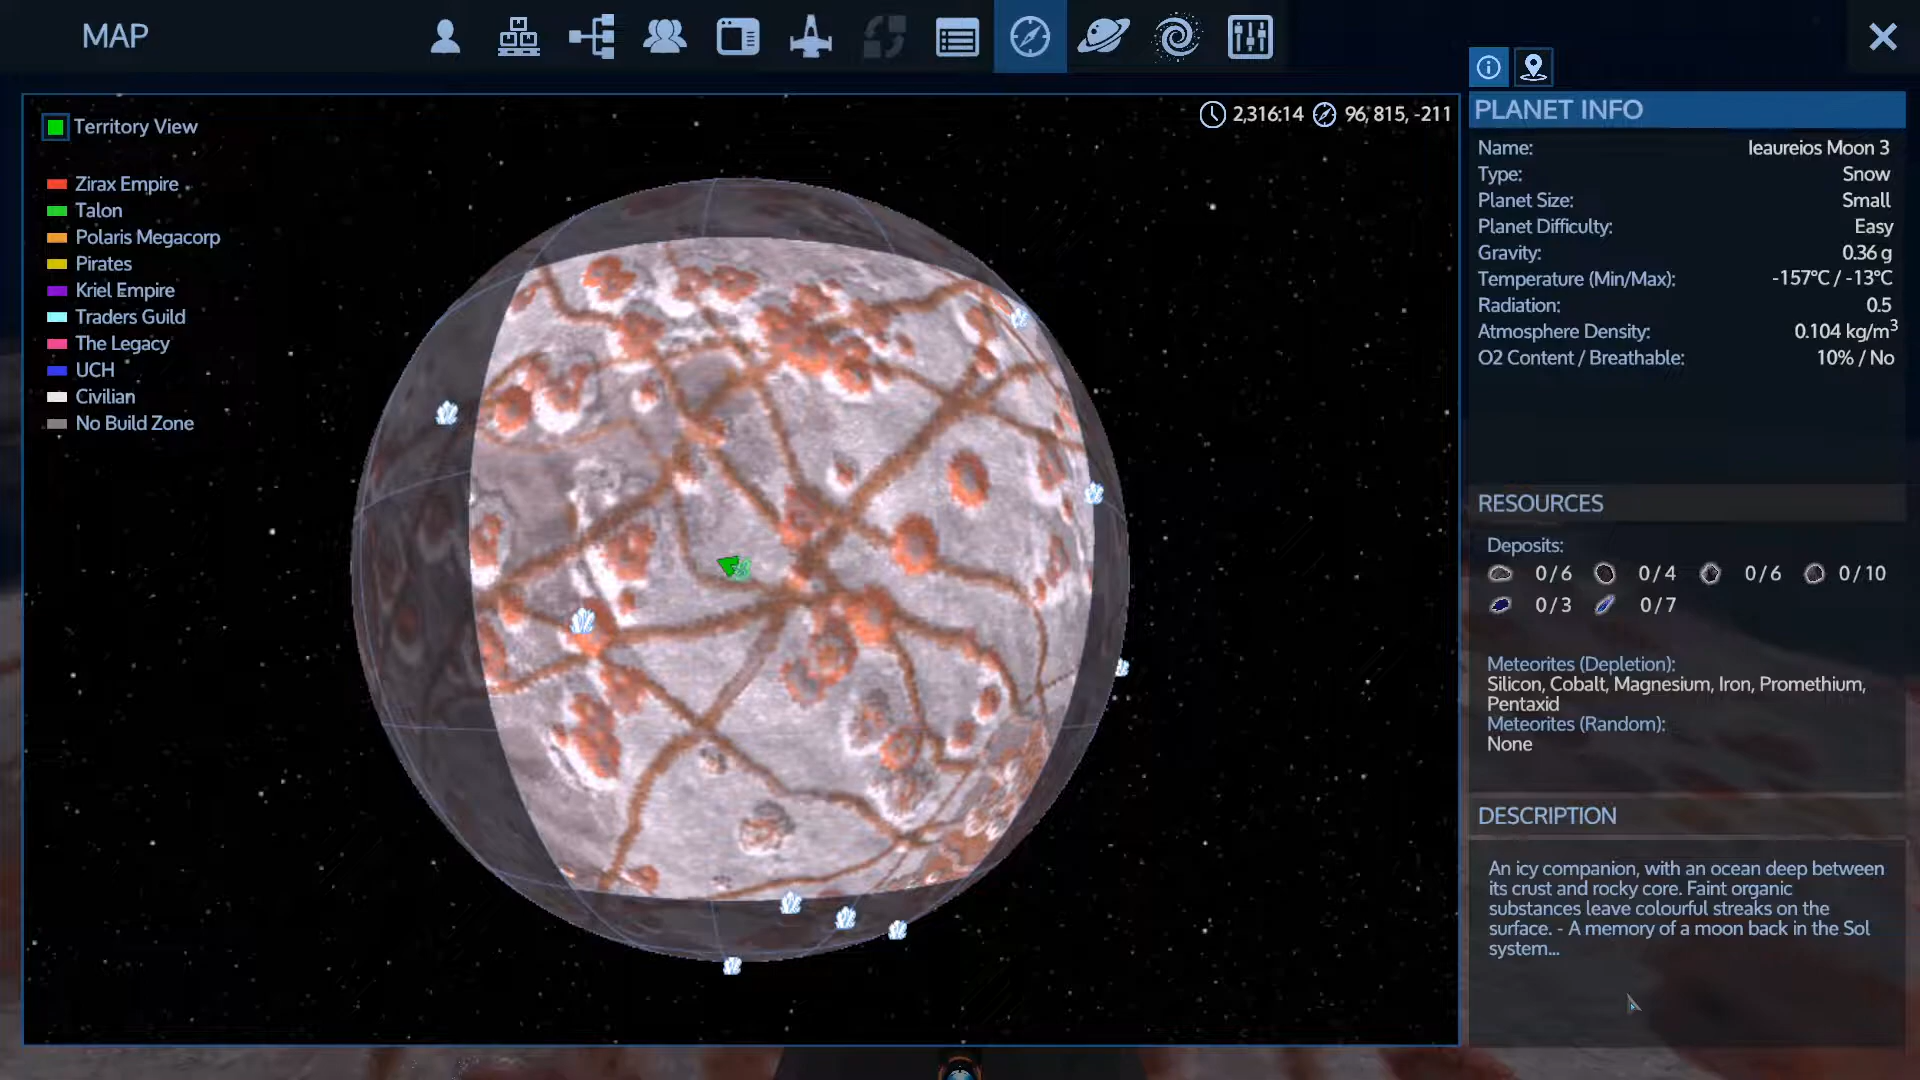 MAP
Territory View
2,316:14 96, 815, -211
Zirax Empire
Talon
Polaris Megacorp
Pirates
Kriel Empire
Traders Guild
The Legacy
UCH
Civilian
No Build Zone
PLANET INFO
Name: Ieaureios Moon 3
Type: Snow
Planet Size: Small
Planet Difficulty: Easy
Gravity: 0.36 g
Temperature (Min/Max): -157°C / -13°C
Radiation: 0.5
Atmosphere Density: 0.104 kg/m³
O2 Content / Breathable: 10% / No
RESOURCES
Deposits:
0 / 6 0 / 4 0 / 6 0 / 10
0 / 3 0 / 7
Meteorites (Depletion):
Silicon, Cobalt, Magnesium, Iron, Promethium,
Pentaxid
Meteorites (Random):
None
DESCRIPTION
An icy companion, with an ocean deep between
its crust and rocky core. Faint organic
substances leave colourful streaks on the
surface. - A memory of a moon back in the Sol
system...